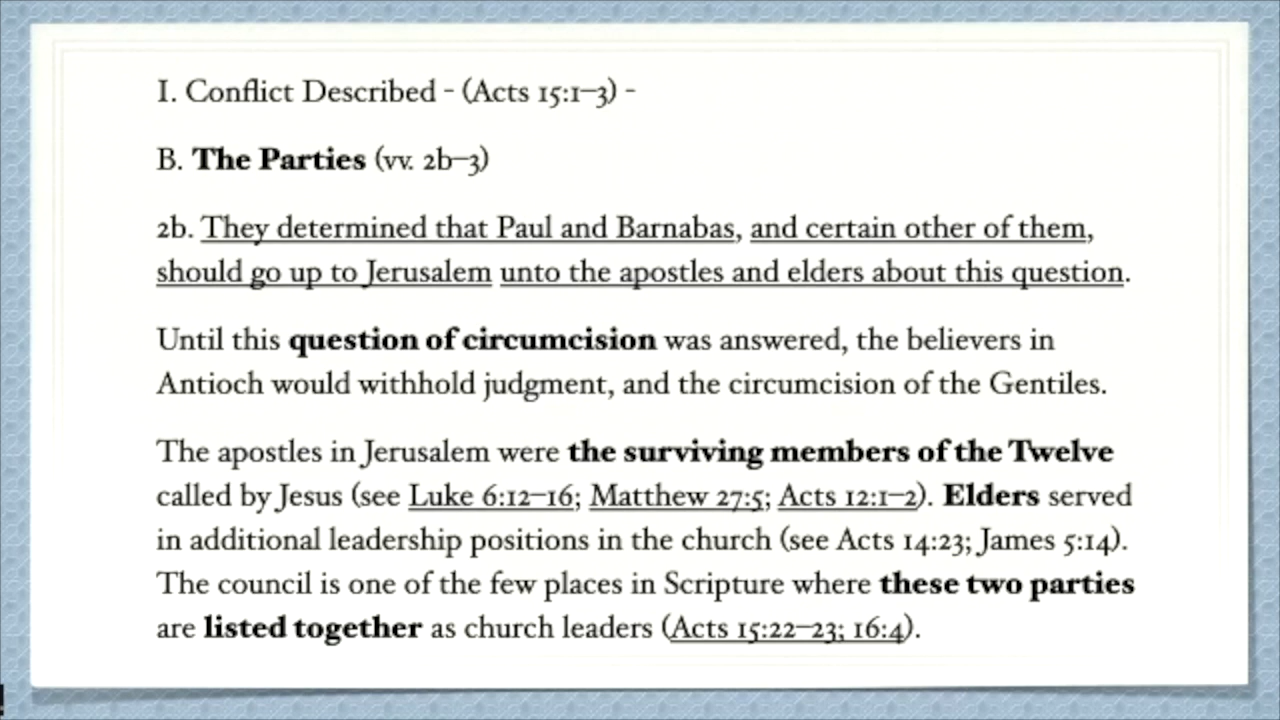 I. Conflict Described - (Acts 15:1–3) -
B. The Parties (vv. 2b–3)
2b. They determined that Paul and Barnabas, and certain other of them,
should go up to Jerusalem unto the apostles and elders about this question.
Until this question of circumcision was answered, the believers in
Antioch would withhold judgment, and the circumcision of the Gentiles.
The apostles in Jerusalem were the surviving members of the Twelve
called by Jesus (see Luke 6:12–16; Matthew 27:5; Acts 12:1–2). Elders served
in additional leadership positions in the church (see Acts 14:23; James 5:14).
The council is one of the few places in Scripture where these two parties
are listed together as church leaders (Acts 15:22–23; 16:4).